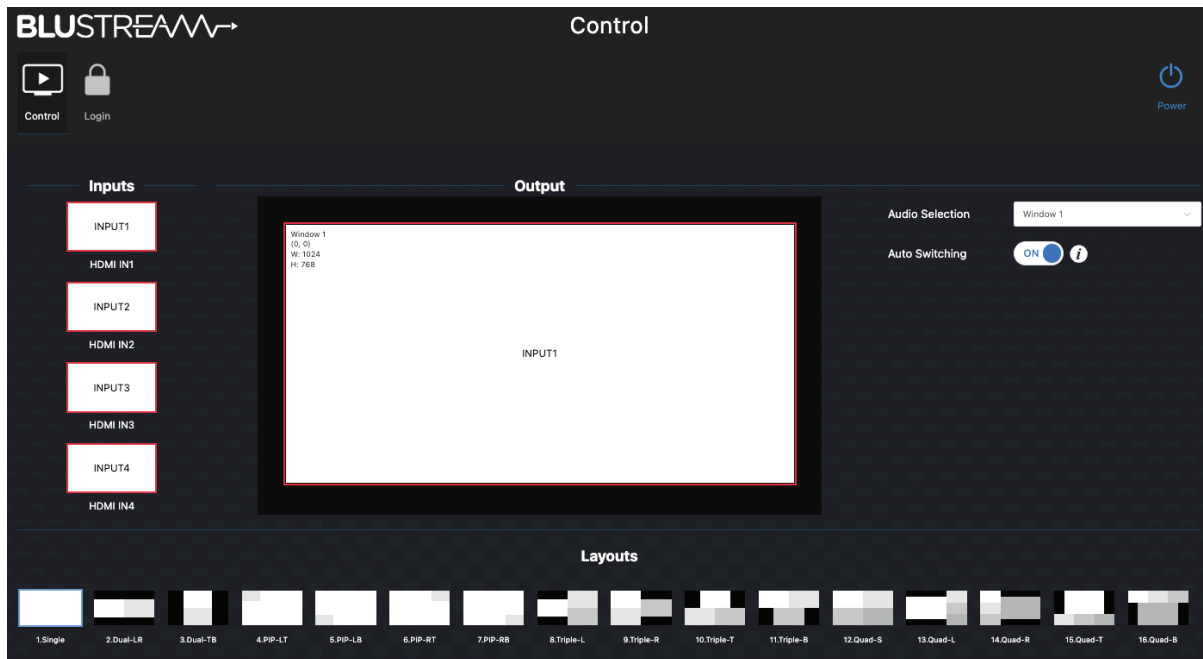 BLUSTREAM
Control
Control
Login
Power
Inputs
Output
INPUT1
HDMI IN1
INPUT2
HDMI IN2
INPUT3
HDMI IN3
INPUT4
HDMI IN4
Window 1
(0, 0)
W: 1024
H: 768
INPUT1
Audio Selection
Window 1
Auto Switching
ON
i
Layouts
1.Single
2.Dual-LR
3.Dual-TB
4.PIP-LT
5.PIP-LB
6.PIP-RT
7.PIP-RB
8.Triple-L
9.Triple-R
10.Triple-T
11.Triple-B
12.Quad-S
13.Quad-L
14.Quad-R
15.Quad-T
16.Quad-B